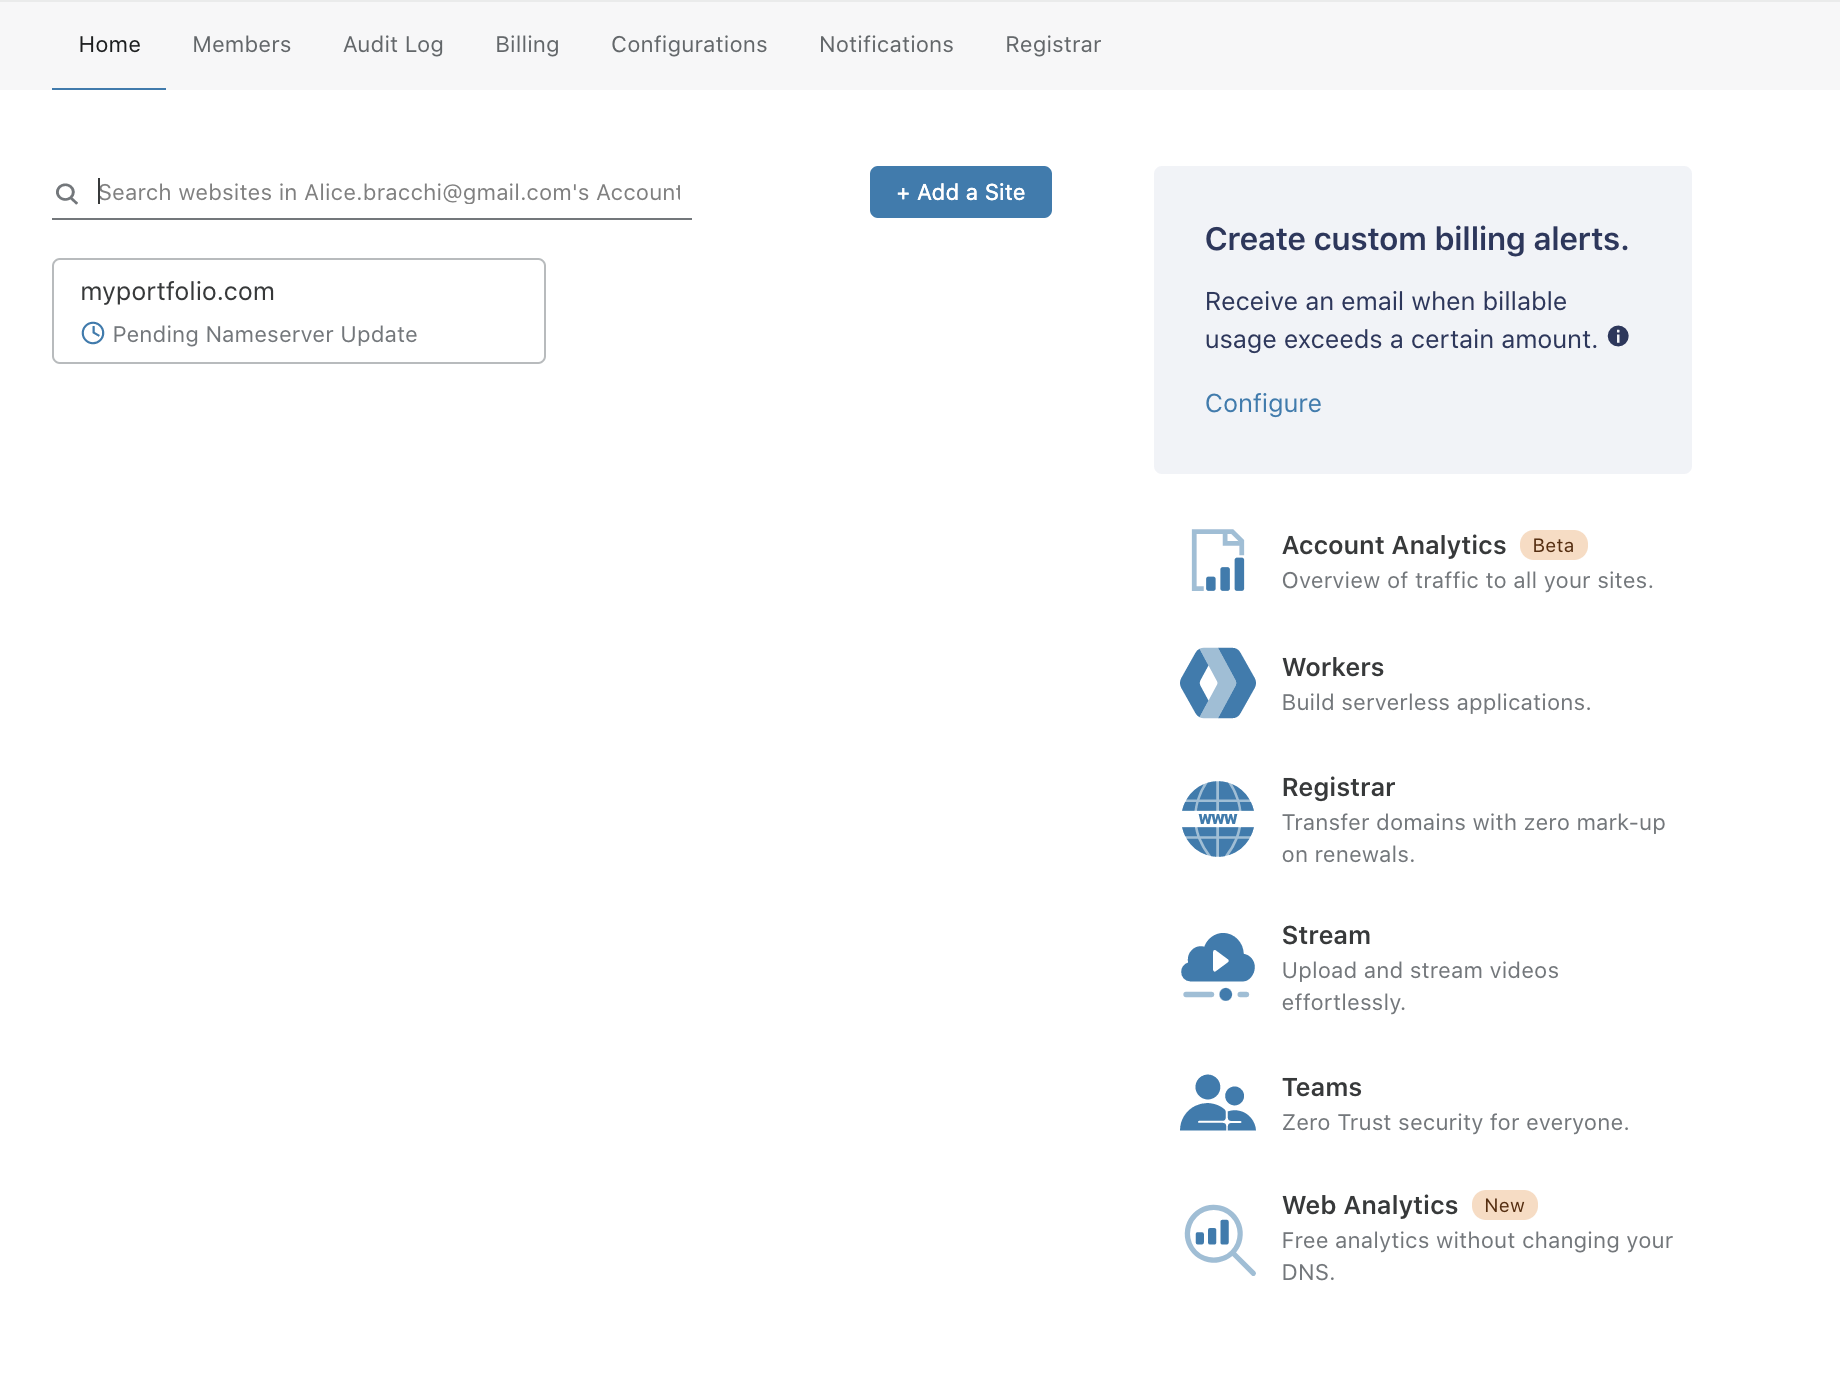 Home Members Audit Log Billing Configurations Notifications Registrar
Search websites in Alice.bracchi@gmail.com's Account
+ Add a Site
myportfolio.com
Pending Nameserver Update
Create custom billing alerts.
Receive an email when billable
usage exceeds a certain amount.
Configure
Account Analytics Beta
Overview of traffic to all your sites.
Workers
Build serverless applications.
www
Registrar
Transfer domains with zero mark-up
on renewals.
Stream
Upload and stream videos
effortlessly.
Teams
Zero Trust security for everyone.
Web Analytics New
Free analytics without changing your
DNS.